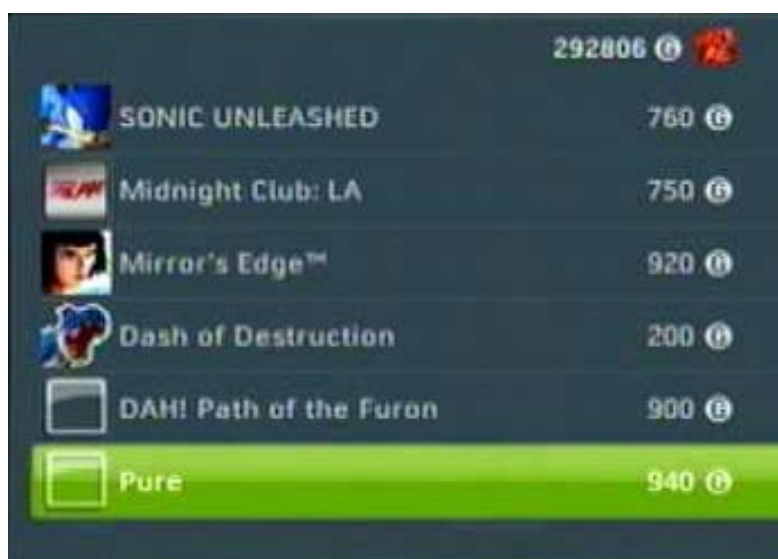 292806 G
SONIC UNLEASHED 760 G
Midnight Club: LA 750 G
Mirror's Edge™ 920 G
Dash of Destruction 200 G
DAH! Path of the Furon 900 G
Pure 940 G